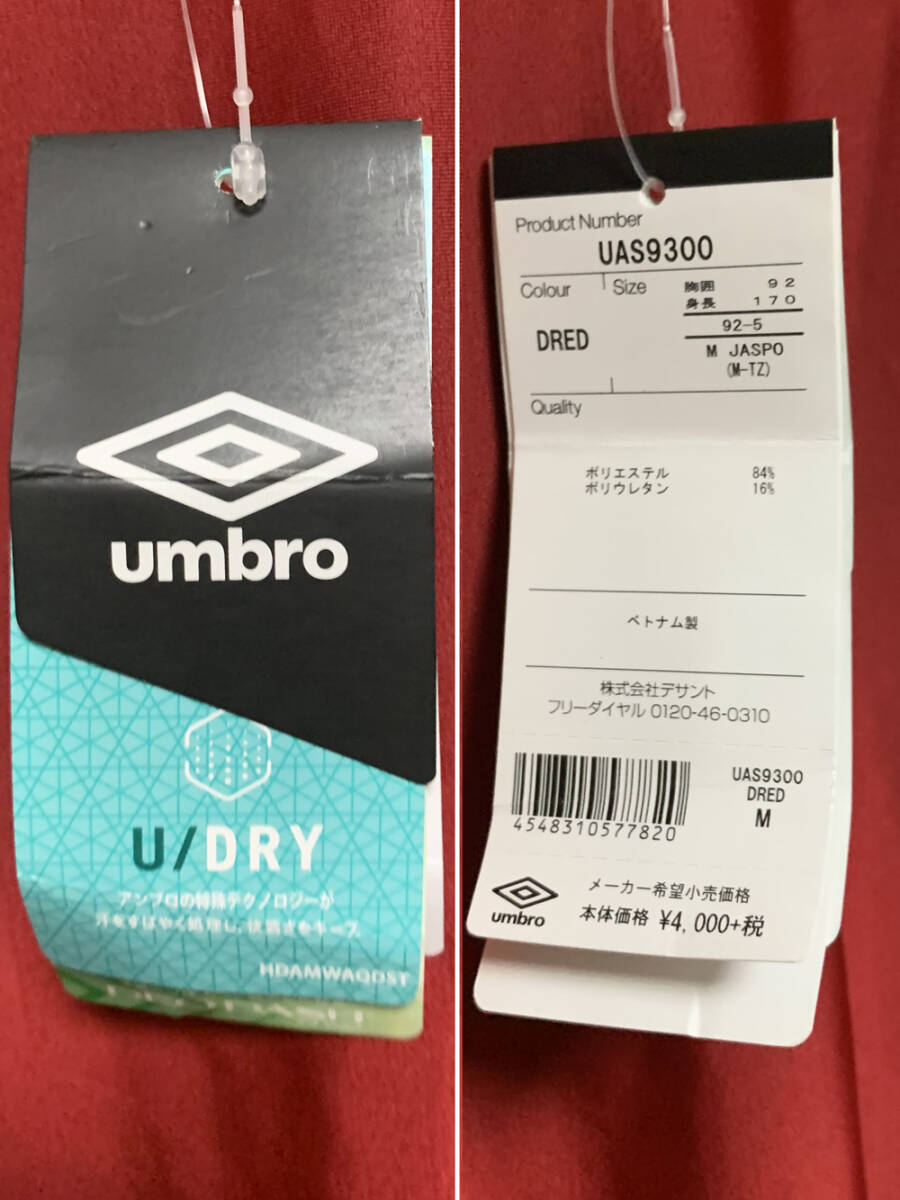 umbro
U/DRY
アンブロの特殊テクノロジーが
汗をすばやく処理し、快適さをキープ。
HDAMWAQDST
Product Number
UAS9300
Colour
Size
胸囲 92
身長 170
92-5
DRED
M JASPO
(M-TZ)
Quality
ポリエステル 84%
ポリウレタン 16%
ベトナム製
株式会社デサント
フリーダイヤル 0120-46-0310
UAS9300
DRED
M
4548310577820
umbro
メーカー希望小売価格
本体価格 ¥4,000+税